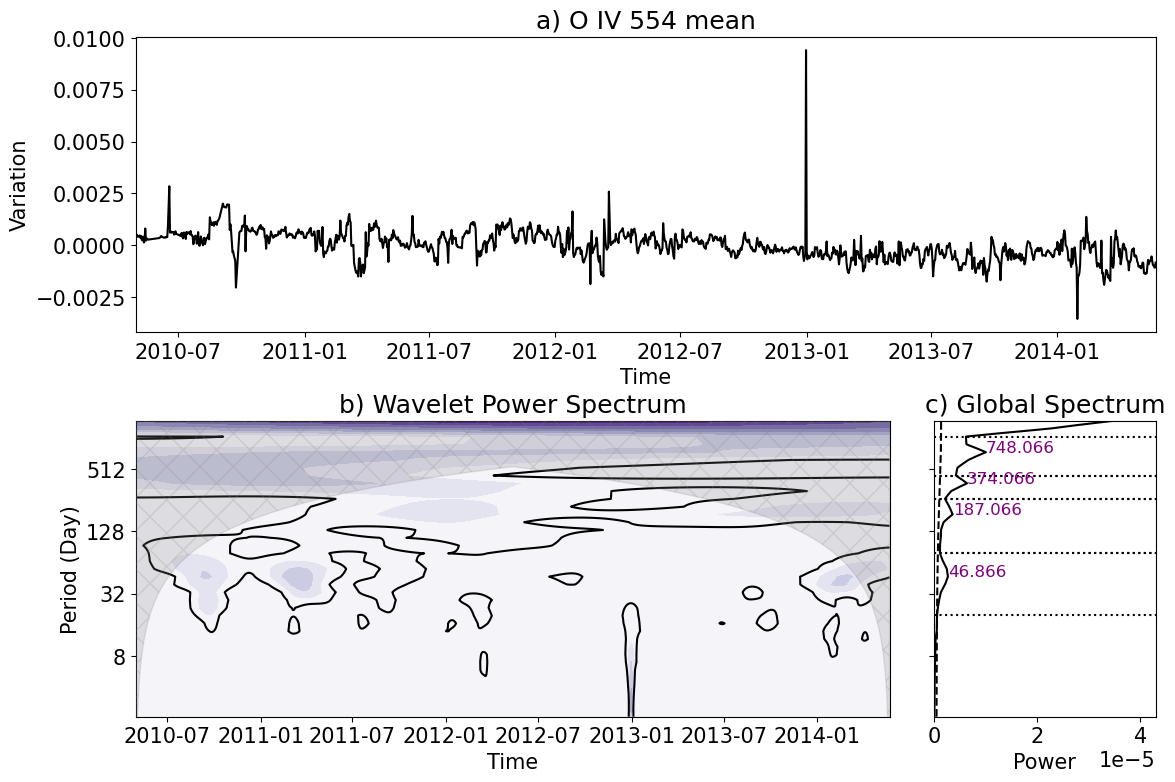 a) O IV 554 mean
0.0100
0.0075
0.0050
0.0025
0.0000
−0.0025
Variation
2010-07 2011-01 2011-07 2012-01 2012-07 2013-01 2013-07 2014-01
Time
b) Wavelet Power Spectrum
512
128
32
8
Period (Day)
2010-07 2011-01 2011-07 2012-01 2012-07 2013-01 2013-07 2014-01
Time
c) Global Spectrum
748.066
374.066
187.066
46.866
0 2 4
Power 1e−5